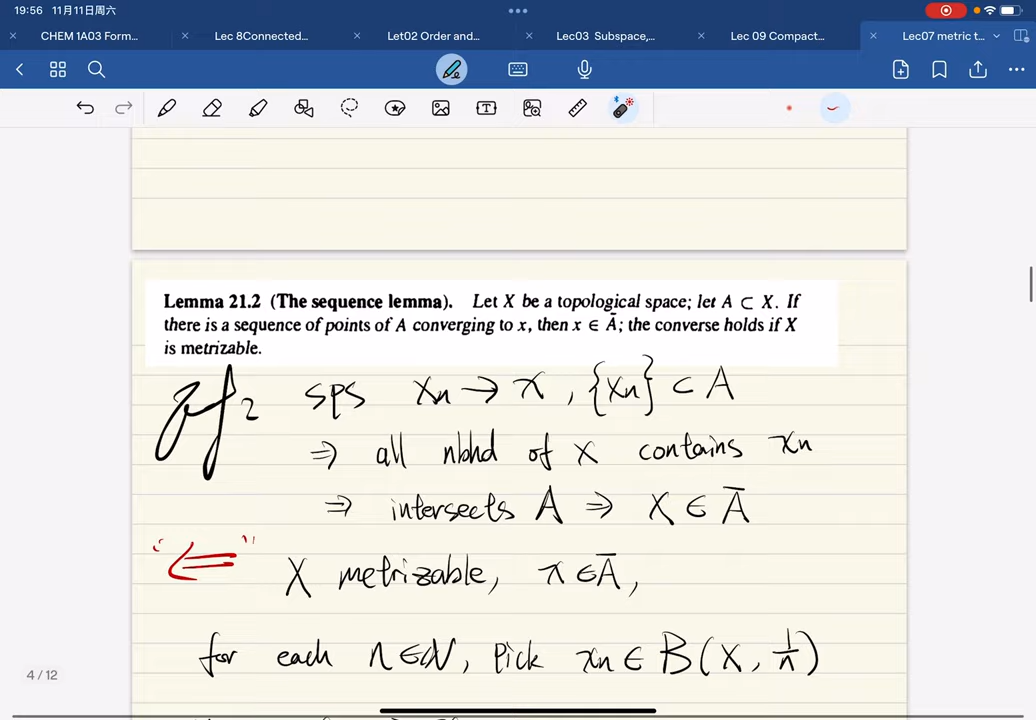 19:56 11月11日周六
CHEM 1A03 Form...
Lec 8Connected...
Let02 Order and...
Lec03 Subspace,...
Lec 09 Compact...
Lec07 metric t...
Lemma 21.2 (The sequence lemma). Let X be a topological space; let A ⊂ X. If
there is a sequence of points of A converging to x, then x ∈ Ā; the converse holds if X
is metrizable.
sps xn → x, {xn} ⊂ A
⇒ all nbhd of x contains xn
⇒ intersects A ⇒ x ∈ Ā
"⇐" X metrizable, x ∈ Ā,
for each n ∈ N, pick xn ∈ B(x, 1/n)
4 / 12